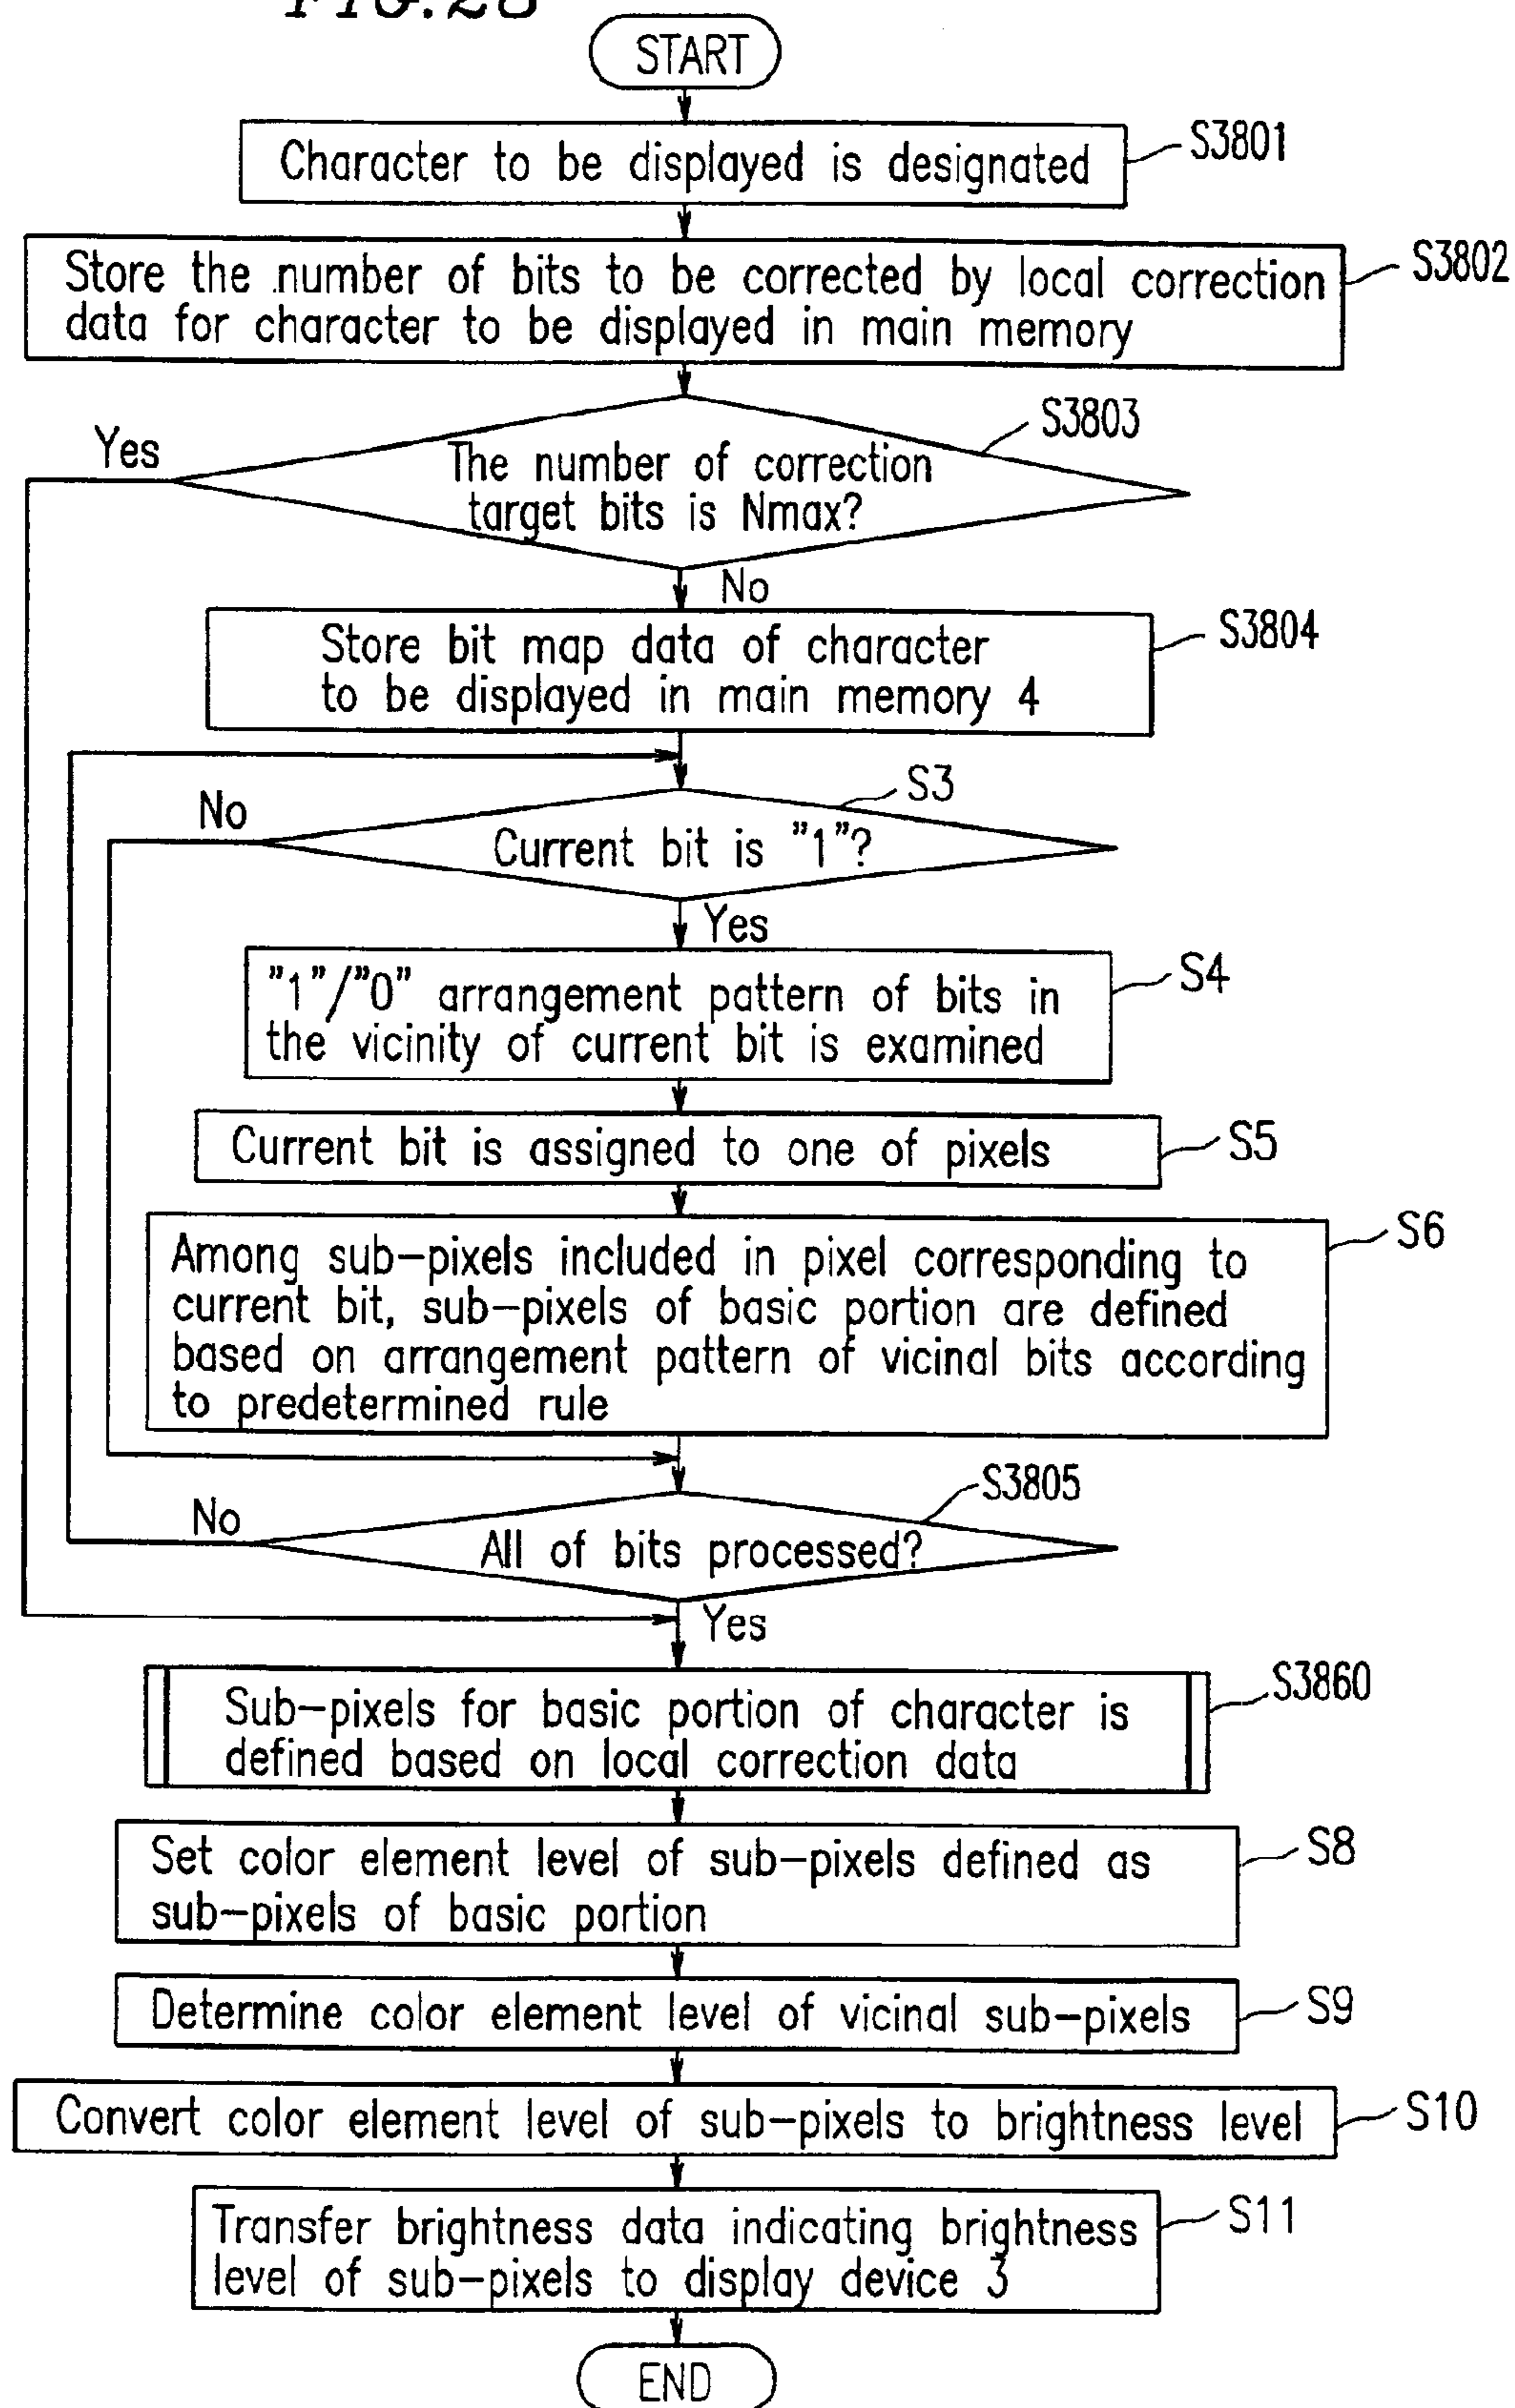 START
Character to be displayed is designated
S3801
Store the number of bits to be corrected by local correction
data for character to be displayed in main memory
S3802
S3803
Yes
The number of correction
target bits is Nmax?
No
Store bit map data of character
to be displayed in main memory 4
S3804
S3
No
Current bit is "1"?
Yes
"1"/"0" arrangement pattern of bits in
the vicinity of current bit is examined
S4
Current bit is assigned to one of pixels
S5
Among sub-pixels included in pixel corresponding to
current bit, sub-pixels of basic portion are defined
based on arrangement pattern of vicinal bits according
to predetermined rule
S6
S3805
No
All of bits processed?
Yes
Sub-pixels for basic portion of character is
defined based on local correction data
S3860
Set color element level of sub-pixels defined as
sub-pixels of basic portion
S8
Determine color element level of vicinal sub-pixels
S9
Convert color element level of sub-pixels to brightness level
S10
Transfer brightness data indicating brightness
level of sub-pixels to display device 3
S11
END